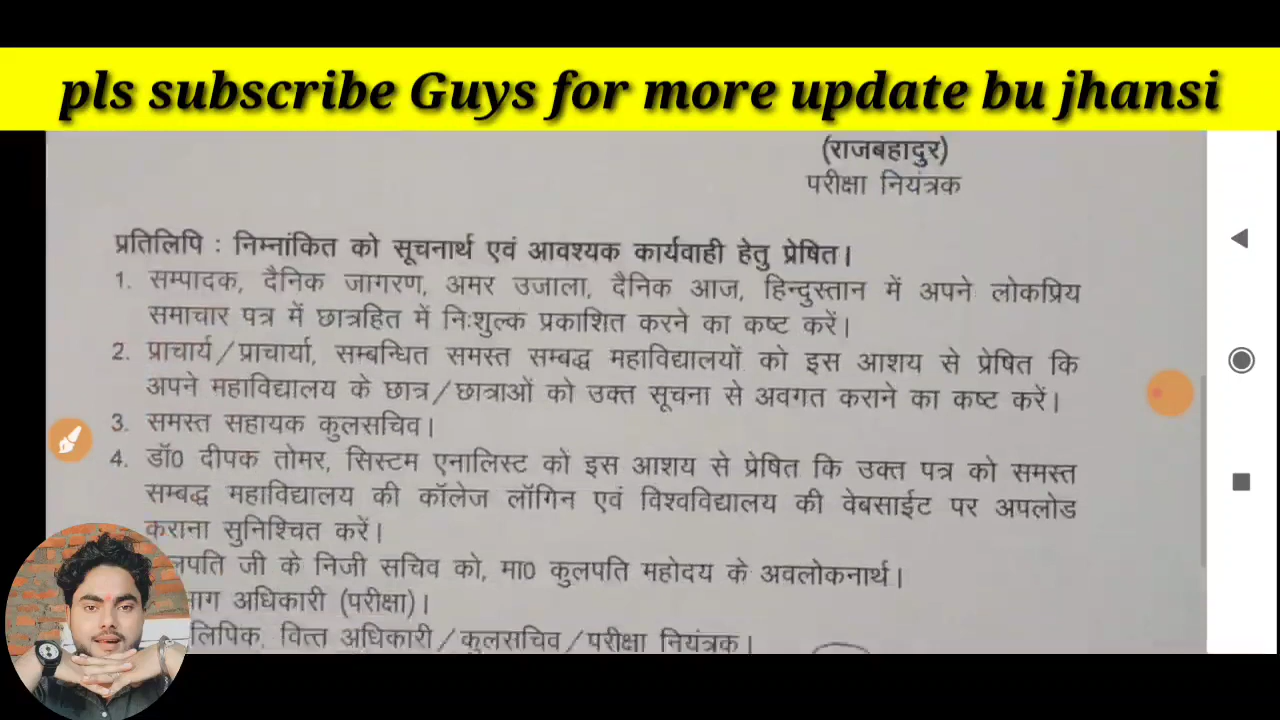 pls subscribe Guys for more update bu jhansi
(राजबहादुर)
परीक्षा नियंत्रक
प्रतिलिपि : निम्नांकित को सूचनार्थ एवं आवश्यक कार्यवाही हेतु प्रेषित।
1. सम्पादक, दैनिक जागरण, अमर उजाला, दैनिक आज, हिन्दुस्तान में अपने लोकप्रिय
समाचार पत्र में छात्रहित में निःशुल्क प्रकाशित करने का कष्ट करें।
2. प्राचार्य/प्राचार्या, सम्बन्धित समस्त सम्बद्ध महाविद्यालयों को इस आशय से प्रेषित कि
अपने महाविद्यालय के छात्र/छात्राओं को उक्त सूचना से अवगत कराने का कष्ट करें।
3. समस्त सहायक कुलसचिव।
4. डॉ0 दीपक तोमर, सिस्टम एनालिस्ट को इस आशय से प्रेषित कि उक्त पत्र को समस्त
सम्बद्ध महाविद्यालय की कॉलेज लॉगिन एवं विश्वविद्यालय की वेबसाईट पर अपलोड
कराना सुनिश्चित करें।
जी के निजी सचिव को, मा0 कुलपति महोदय के अवलोकनार्थ।
अधिकारी (परीक्षा)।
वित्त अधिकारी/कुलसचिव/परीक्षा नियंत्रक।